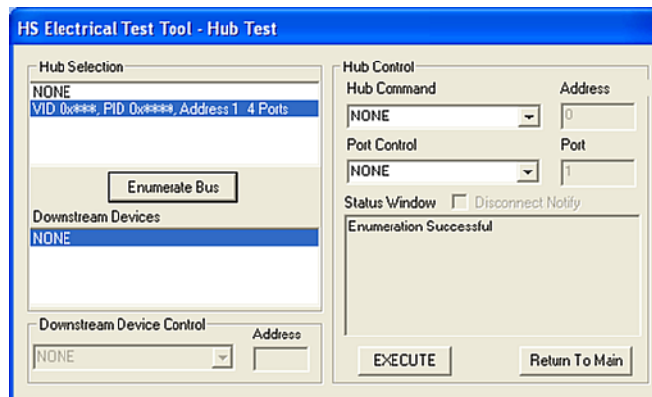 HS Electrical Test Tool - Hub Test
Hub Selection
NONE
VID 0x***, PID 0x****, Address 1 4 Ports
Enumerate Bus
Downstream Devices
NONE
Downstream Device Control
Address
NONE
Hub Control
Hub Command
Address
NONE
0
Port Control
Port
NONE
1
Status Window
Disconnect Notify
Enumeration Successful
EXECUTE
Return To Main